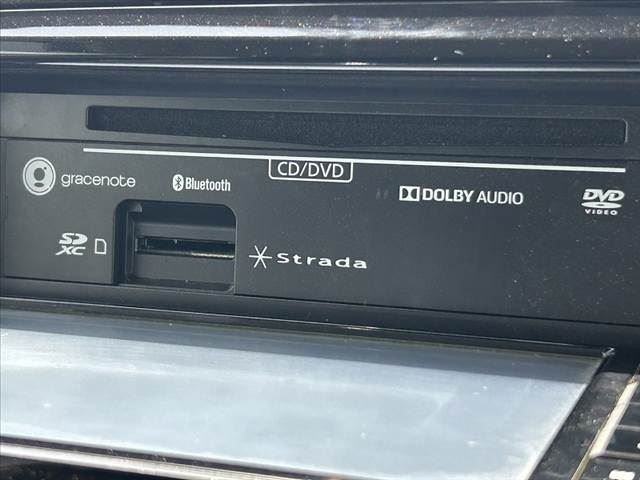 gracenote
Bluetooth
CD/DVD
DOLBY AUDIO
DVD
VIDEO
SD
XC
Strada